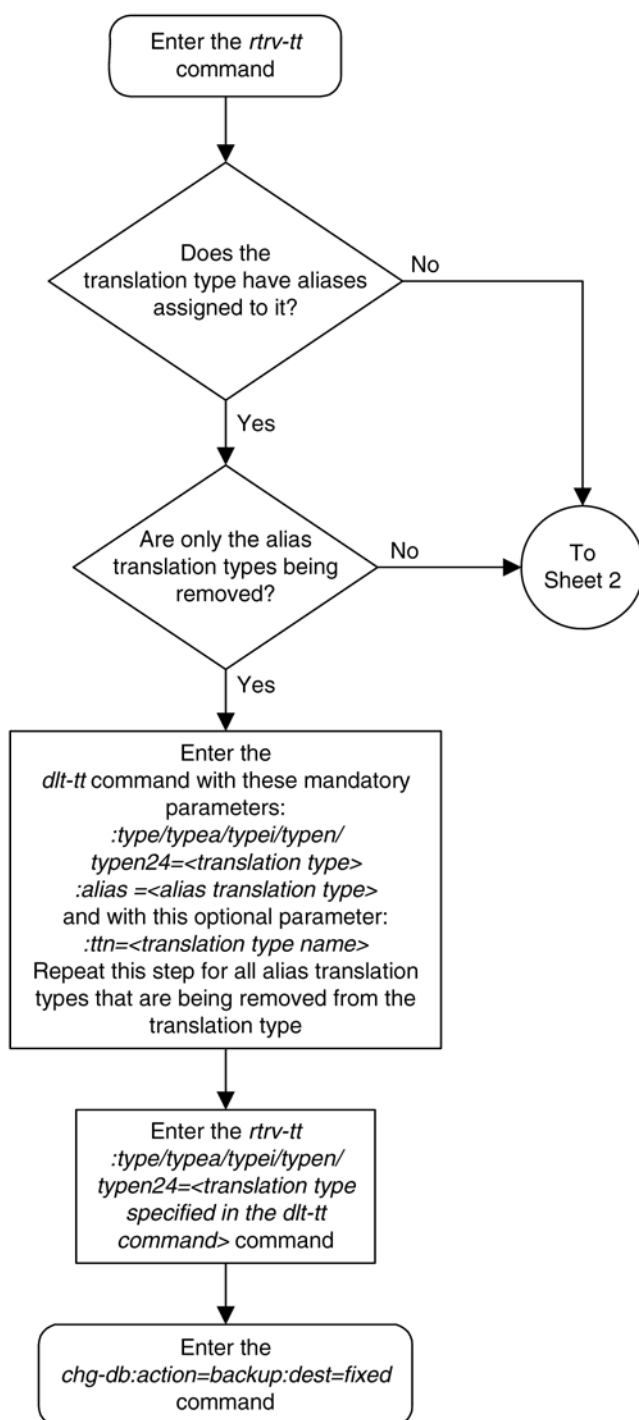 Enter the rtrv-tt
command
Does the
translation type have aliases
assigned to it?
No
Yes
Are only the alias
translation types being
removed?
No
To
Sheet 2
Yes
Enter the
dlt-tt command with these mandatory
parameters:
:type/typea/typei/typen/
typen24=<translation type>
:alias =<alias translation type>
and with this optional parameter:
:ttn=<translation type name>
Repeat this step for all alias translation
types that are being removed from the
translation type
Enter the rtrv-tt
:type/typea/typei/typen/
typen24=<translation type
specified in the dlt-tt
command> command
Enter the
chg-db:action=backup:dest=fixed
command